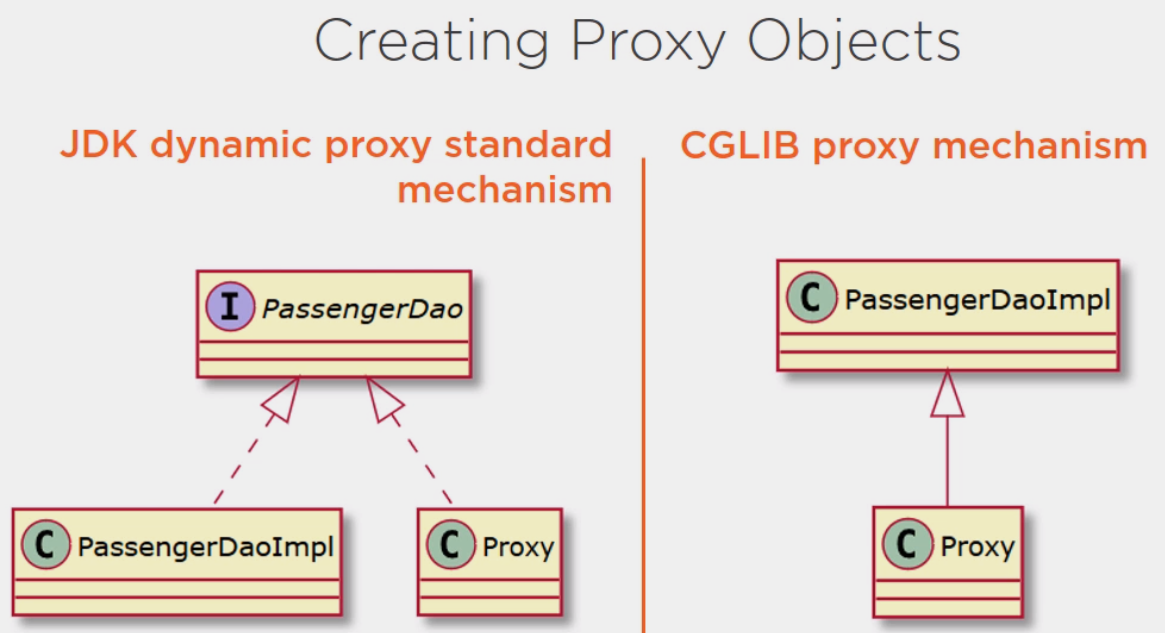 Creating Proxy Objects
JDK dynamic proxy standard
mechanism
I PassengerDao
C PassengerDaoImpl
C Proxy
CGLIB proxy mechanism
C PassengerDaoImpl
C Proxy